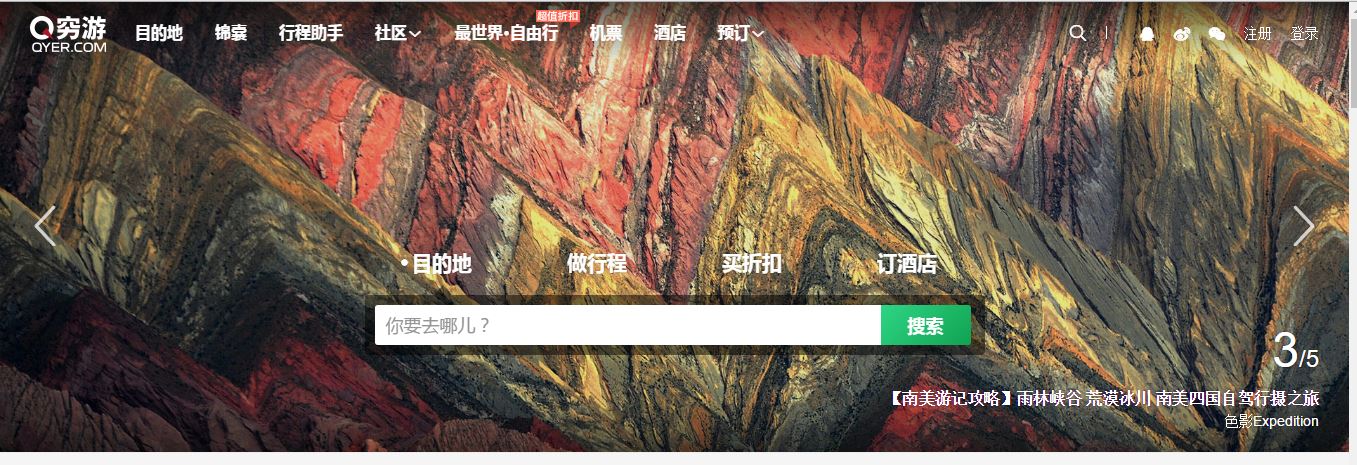 穷游
QYER.COM
目的地 锦囊 行程助手 社区 最世界·自由行 超值折扣 机票 酒店 预订 注册 登录
·目的地 做行程 买折扣 订酒店
你要去哪儿？ 搜索
3/5
【南美游记攻略】雨林峡谷 荒漠冰川 南美四国自驾行摄之旅
色影Expedition